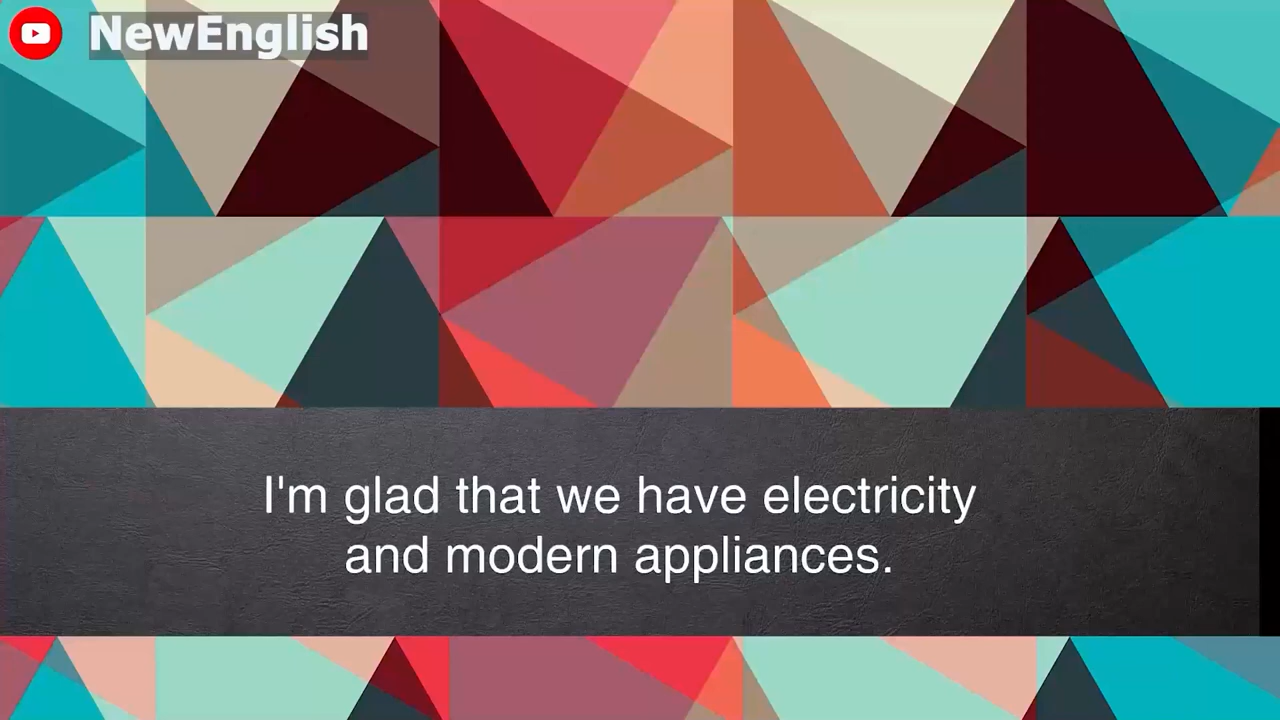 NewEnglish
I'm glad that we have electricity
and modern appliances.